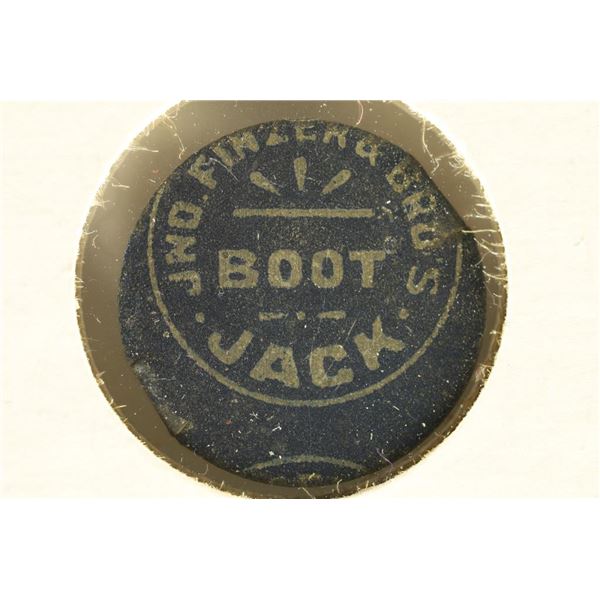 JNO. FINZER & BRO'S
BOOT
· JACK ·